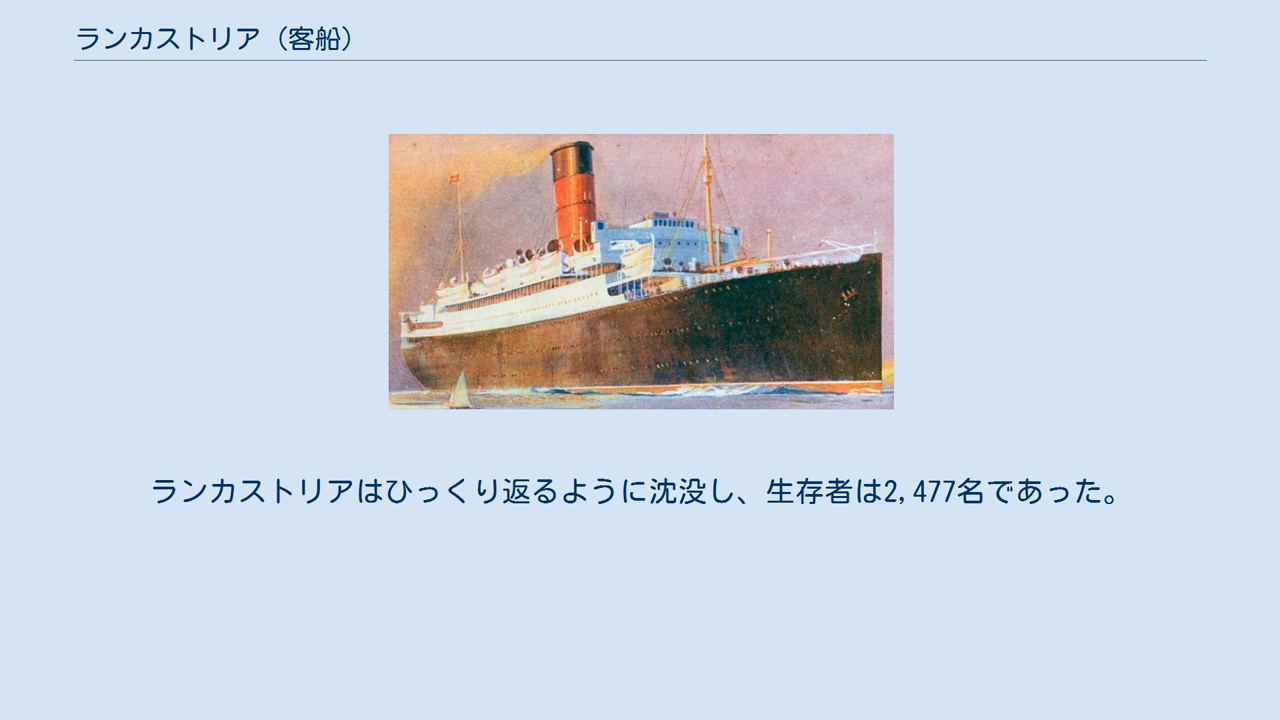 ランカストリア（客船）
ランカストリアはひっくり返るように沈没し、生存者は2,477名であった。